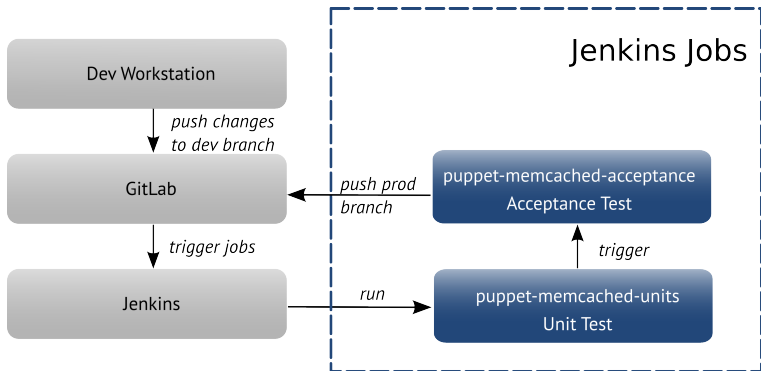 Jenkins Jobs
Dev Workstation
push changes
to dev branch
GitLab
push prod
branch
puppet-memcached-acceptance
Acceptance Test
trigger jobs
trigger
Jenkins
run
puppet-memcached-units
Unit Test